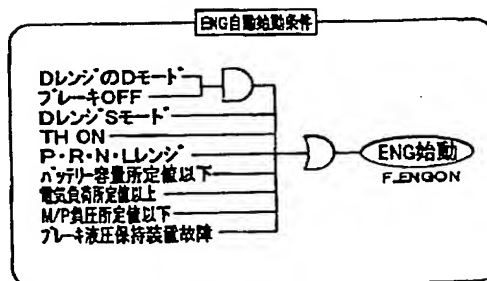 ENG自動始動条件
DレンジのDモード
ブレーキOFF
DレンジSモード
TH ON
P・R・N・Lレンジ
バッテリー容量所定値以下
電気負荷所定値以上
M/P負圧所定値以下
ブレーキ液圧保持装置故障
ENG始動
F_ENGON